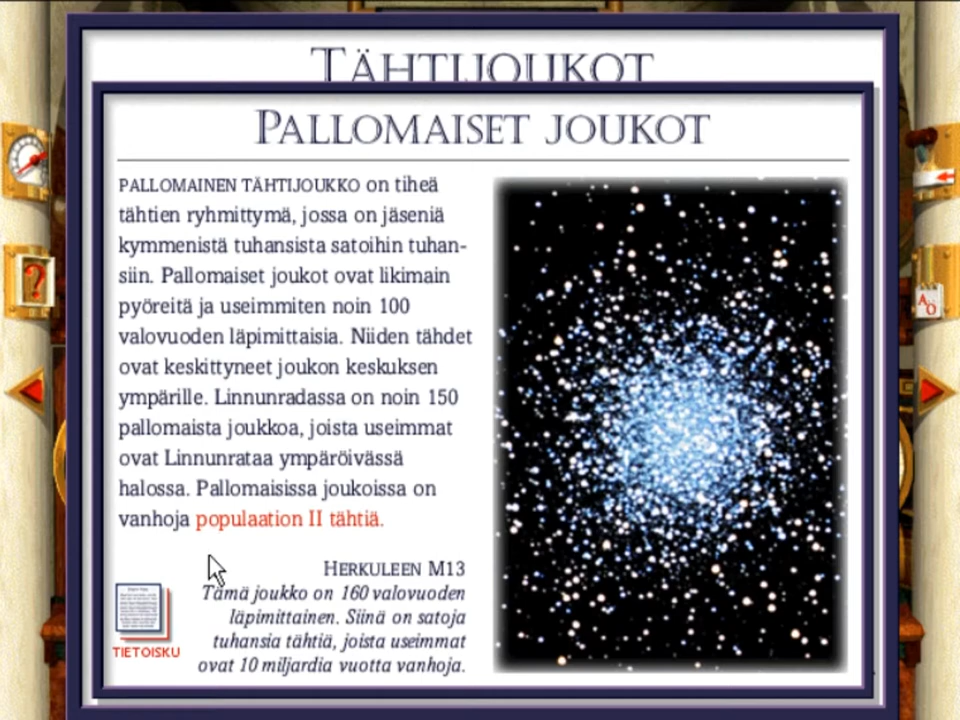 TÄHTIJOUKOT
PALLOMAISET JOUKOT
PALLOMAINEN TÄHTIJOUKKO on tiheä
tähtien ryhmittymä, jossa on jäseniä
kymmenistä tuhansista satoihin tuhan-
siin. Pallomaiset joukot ovat likimain
pyöreitä ja useimmiten noin 100
valovuoden läpimittaisia. Niiden tähdet
ovat keskittyneet joukon keskuksen
ympärille. Linnunradassa on noin 150
pallomaista joukkoa, joista useimmat
ovat Linnunrataa ympäröivässä
halossa. Pallomaisissa joukoissa on
vanhoja populaation II tähtiä.
HERKULEEN M13
Tämä joukko on 160 valovuoden
läpimittainen. Siinä on satoja
tuhansia tähtiä, joista useimmat
ovat 10 miljardia vuotta vanhoja.
TIETOISKU
?
A
O